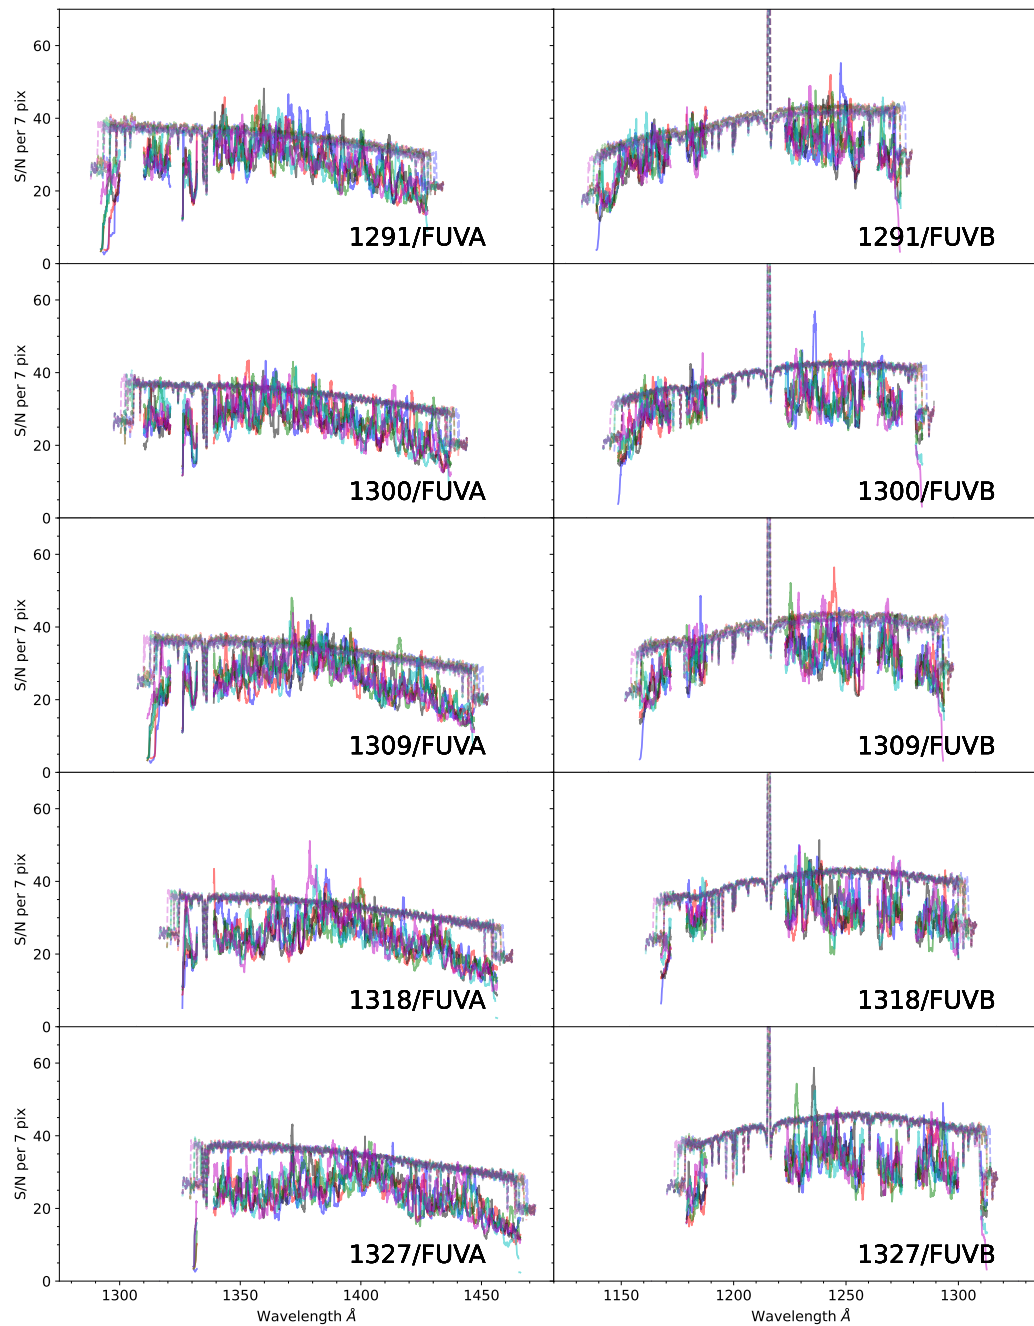 60
40
20
0
S/N per 7 pix
1291/FUVA
1291/FUVB
60
40
20
0
S/N per 7 pix
1300/FUVA
1300/FUVB
60
40
20
0
S/N per 7 pix
1309/FUVA
1309/FUVB
60
40
20
0
S/N per 7 pix
1318/FUVA
1318/FUVB
60
40
20
0
S/N per 7 pix
1327/FUVA
1327/FUVB
1300 1350 1400 1450
1150 1200 1250 1300
Wavelength Å
Wavelength Å